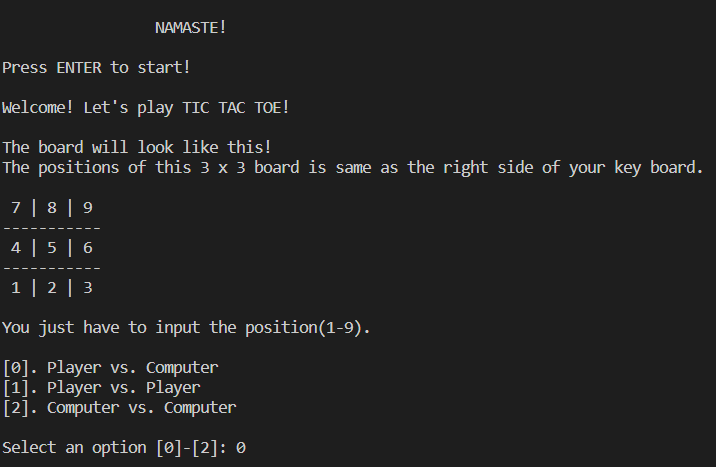 NAMASTE!
Press ENTER to start!
Welcome! Let's play TIC TAC TOE!
The board will look like this!
The positions of this 3 x 3 board is same as the right side of your key board.
7 | 8 | 9
-----------
4 | 5 | 6
-----------
1 | 2 | 3
You just have to input the position(1-9).
[0]. Player vs. Computer
[1]. Player vs. Player
[2]. Computer vs. Computer
Select an option [0]-[2]: 0